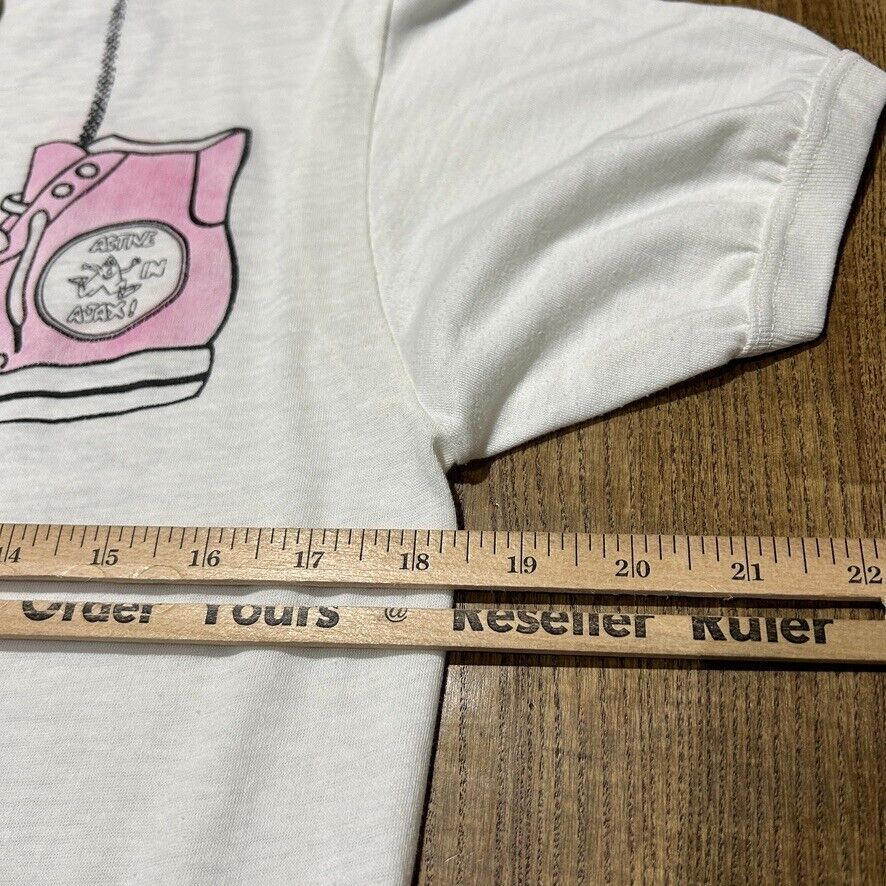 ACTIVE
IN
AJAX!
14 15 16 17 18 19 20 21 22
Order Yours @ Reseller Ruler